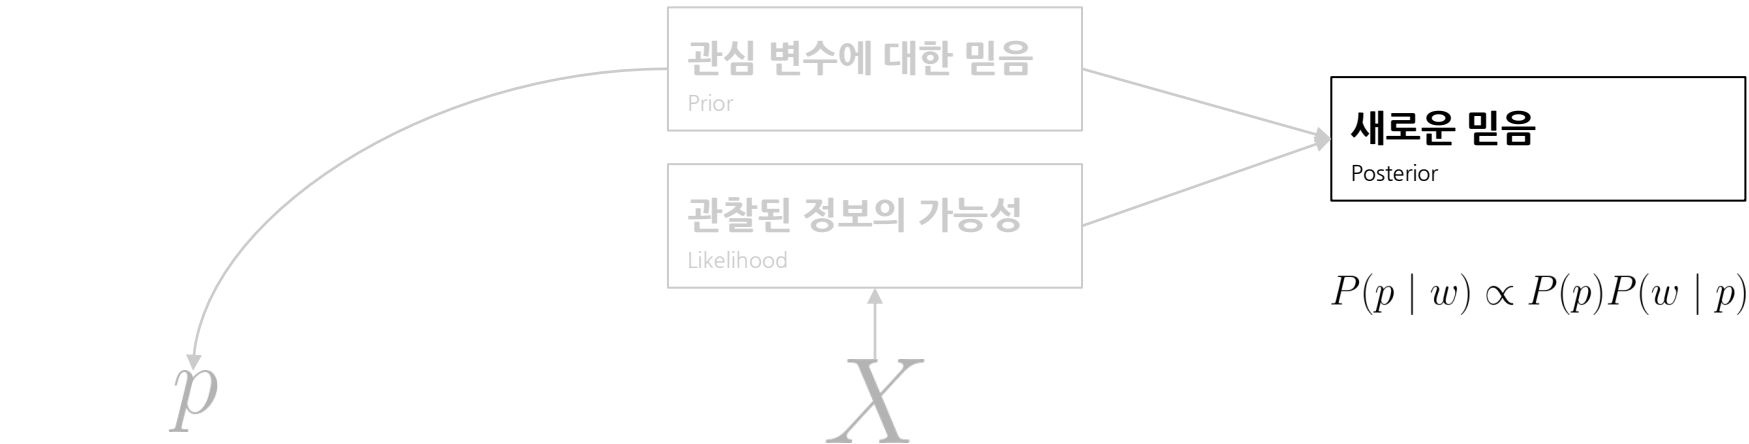 관심 변수에 대한 믿음
Prior
관찰된 정보의 가능성
Likelihood
새로운 믿음
Posterior
P(p | w) ∝ P(p)P(w | p)
p
X